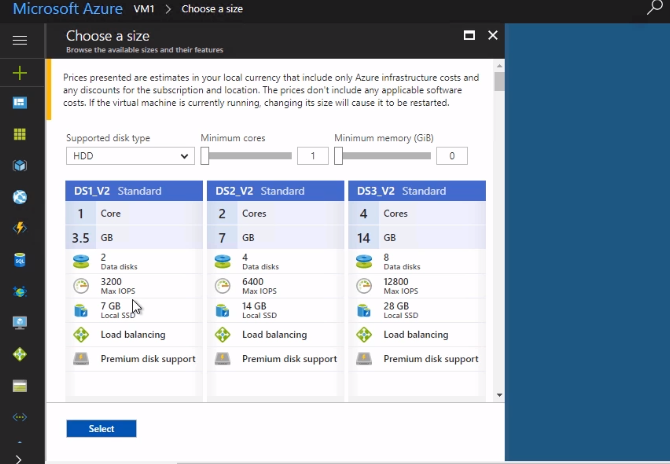 Microsoft Azure VM1 > Choose a size
Choose a size
Browse the available sizes and their features
Prices presented are estimates in your local currency that include only Azure infrastructure costs and
any discounts for the subscription and location. The prices don't include any applicable software
costs. If the virtual machine is currently running, changing its size will cause it to be restarted.
Supported disk type Minimum cores Minimum memory (GiB)
HDD 1 0
DS1_V2 Standard DS2_V2 Standard DS3_V2 Standard
1 Core 2 Cores 4 Cores
3.5 GB 7 GB 14 GB
2 4 8
Data disks Data disks Data disks
3200 6400 12800
Max IOPS Max IOPS Max IOPS
7 GB 14 GB 28 GB
Local SSD Local SSD Local SSD
Load balancing Load balancing Load balancing
Premium disk support Premium disk support Premium disk support
SQL
Select